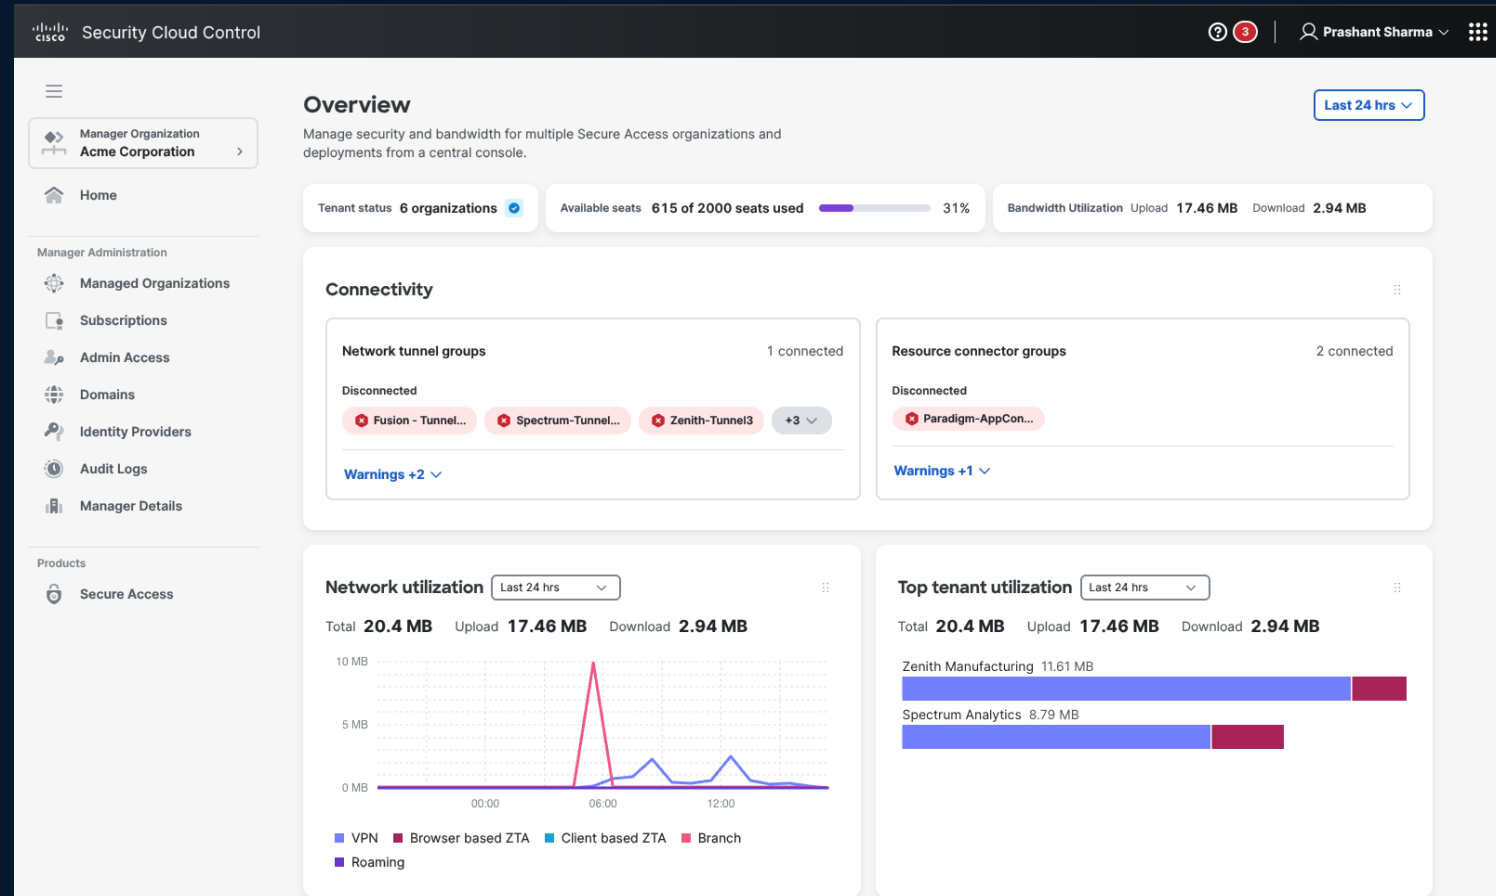 CISCO
Security Cloud Control
3
Prashant Sharma
Manager Organization
Acme Corporation
Home
Manager Administration
Managed Organizations
Subscriptions
Admin Access
Domains
Identity Providers
Audit Logs
Manager Details
Products
Secure Access
Overview
Last 24 hrs
Manage security and bandwidth for multiple Secure Access organizations and
deployments from a central console.
Tenant status 6 organizations
Available seats 615 of 2000 seats used 31%
Bandwidth Utilization Upload 17.46 MB Download 2.94 MB
Connectivity
Network tunnel groups 1 connected
Disconnected
Fusion - Tunnel... Spectrum-Tunnel... Zenith-Tunnel3 +3
Warnings +2
Resource connector groups 2 connected
Disconnected
Paradigm-AppCon...
Warnings +1
Network utilization Last 24 hrs
Total 20.4 MB Upload 17.46 MB Download 2.94 MB
10 MB
5 MB
0 MB
00:00 06:00 12:00
VPN Browser based ZTA Client based ZTA Branch
Roaming
Top tenant utilization Last 24 hrs
Total 20.4 MB Upload 17.46 MB Download 2.94 MB
Zenith Manufacturing 11.61 MB
Spectrum Analytics 8.79 MB